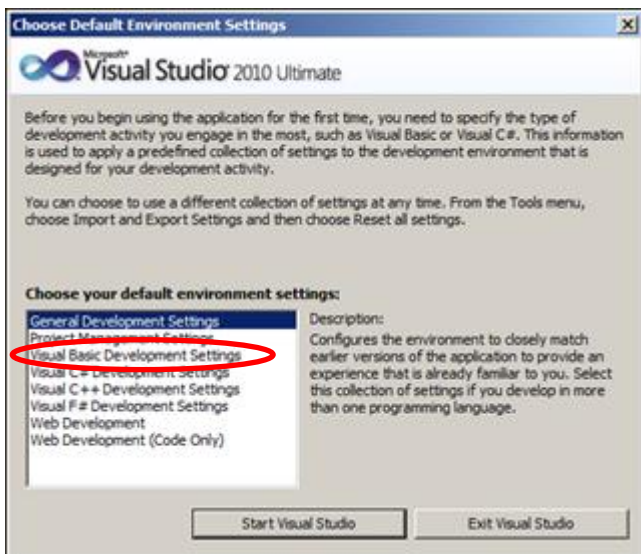 Choose Default Environment Settings
Microsoft
Visual Studio 2010 Ultimate
Before you begin using the application for the first time, you need to specify the type of
development activity you engage in the most, such as Visual Basic or Visual C#. This information
is used to apply a predefined collection of settings to the development environment that is
designed for your development activity.
You can choose to use a different collection of settings at any time. From the Tools menu,
choose Import and Export Settings and then choose Reset all settings.
Choose your default environment settings:
General Development Settings
Project Management Settings
Visual Basic Development Settings
Visual C# Development Settings
Visual C++ Development Settings
Visual F# Development Settings
Web Development
Web Development (Code Only)
Description:
Configures the environment to closely match
earlier versions of the application to provide an
experience that is already familiar to you. Select
this collection of settings if you develop in more
than one programming language.
Start Visual Studio
Exit Visual Studio